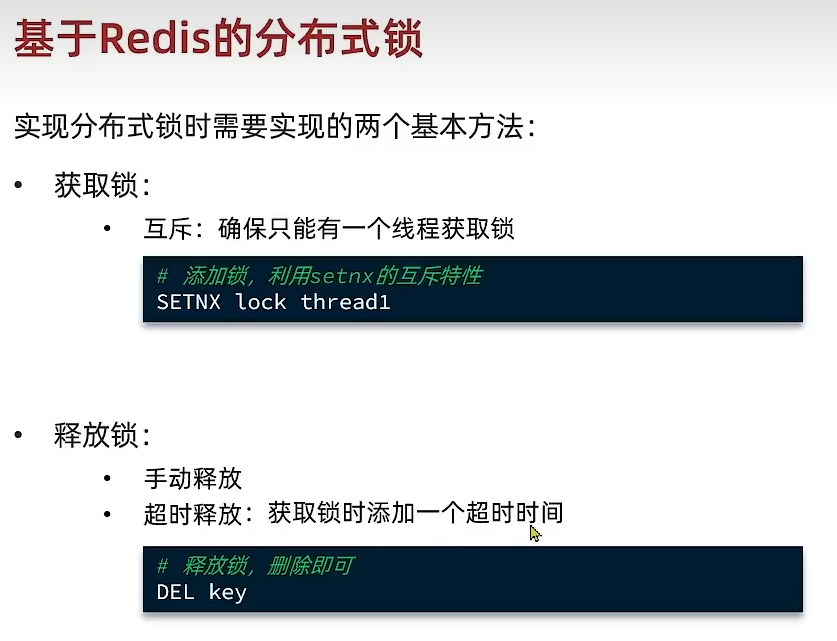 基于Redis的分布式锁
实现分布式锁时需要实现的两个基本方法：
• 获取锁：
• 互斥：确保只能有一个线程获取锁
# 添加锁，利用setnx的互斥特性
SETNX lock thread1
• 释放锁：
• 手动释放
• 超时释放：获取锁时添加一个超时时间
# 释放锁，删除即可
DEL key